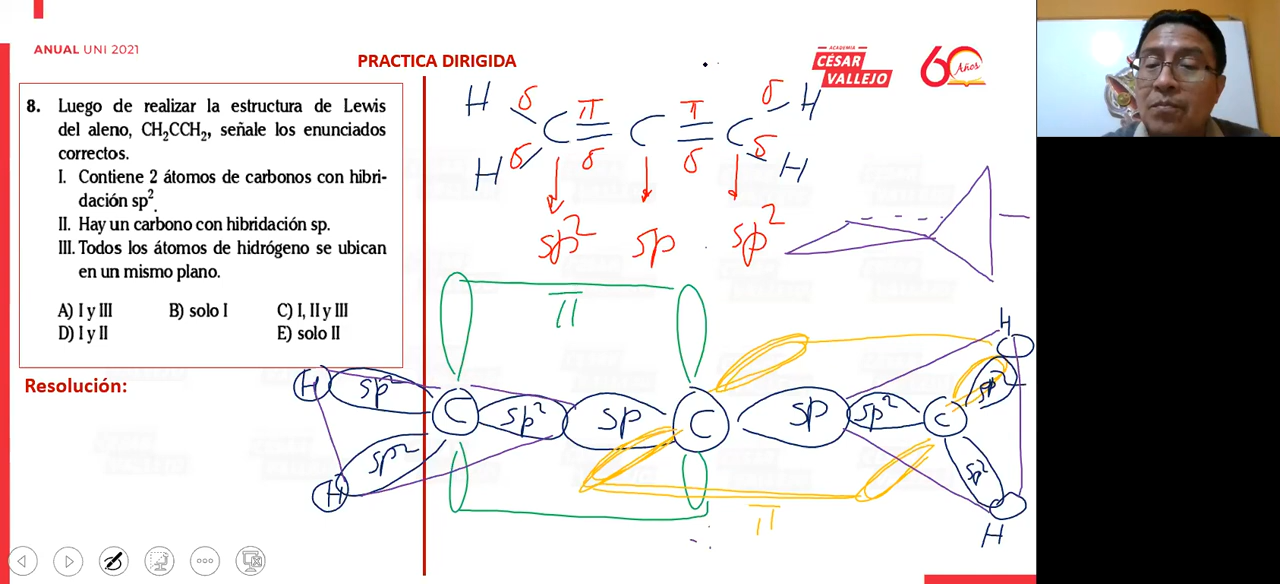 ANUAL UNI 2021
PRACTICA DIRIGIDA
ACADEMIA
CÉSAR
VALLEJO
60
Años
8. Luego de realizar la estructura de Lewis
del aleno, CH₂CCH₂, señale los enunciados
correctos.
I. Contiene 2 átomos de carbonos con hibri-
dación sp².
II. Hay un carbono con hibridación sp.
III. Todos los átomos de hidrógeno se ubican
en un mismo plano.
A) I y III B) solo I C) I, II y III
D) I y II E) solo II
Resolución:
H δ π π δ H
C = C = C
H δ δ δ δ H
sp² sp sp²
π
H sp² C sp² sp C sp sp² C sp² H
H sp² sp² H
π